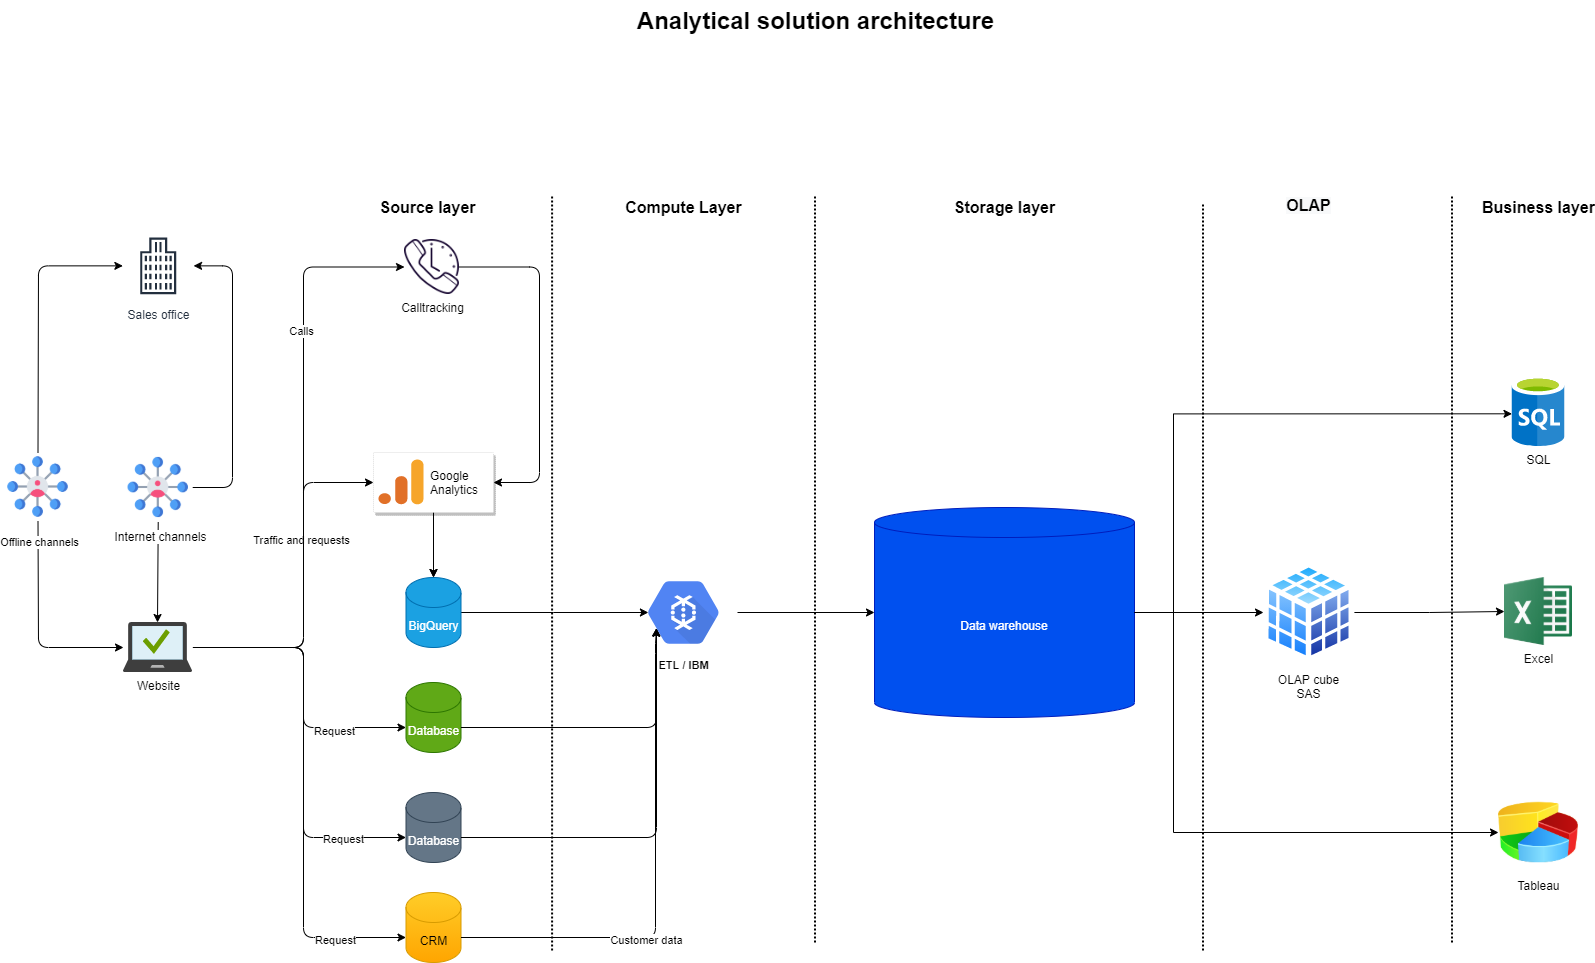 Analytical solution architecture
Source layer
Compute Layer
Storage layer
OLAP
Business layer
Sales office
Calltracking
Calls
Google
Analytics
SQL
SQL
Offline channels
Internet channels
Traffic and requests
BigQuery
ETL / IBM
Data warehouse
OLAP cube
SAS
X
Excel
Website
Request
Database
Request
Database
Request
CRM
Customer data
Tableau